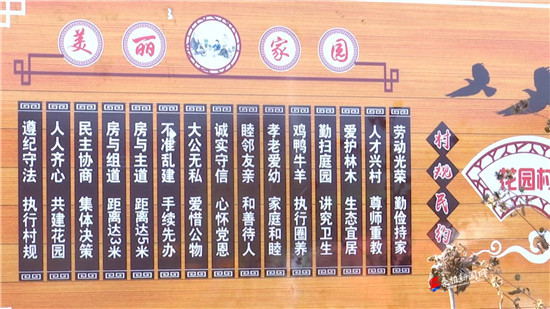 美丽家园
花园村
村规民约
劳动光荣 勤俭持家
人才兴村 尊师重教
爱护林木 生态宜居
勤扫庭园 讲究卫生
鸡鸭牛羊 执行圈养
孝老爱幼 家庭和睦
睦邻友亲 和善待人
诚实守信 心怀党恩
大公无私 爱惜公物
不准乱建 手续先办
房与主道 距离达5米
房与组道 距离达3米
民主协商 集体决策
人人齐心 共建花园
遵纪守法 执行村规